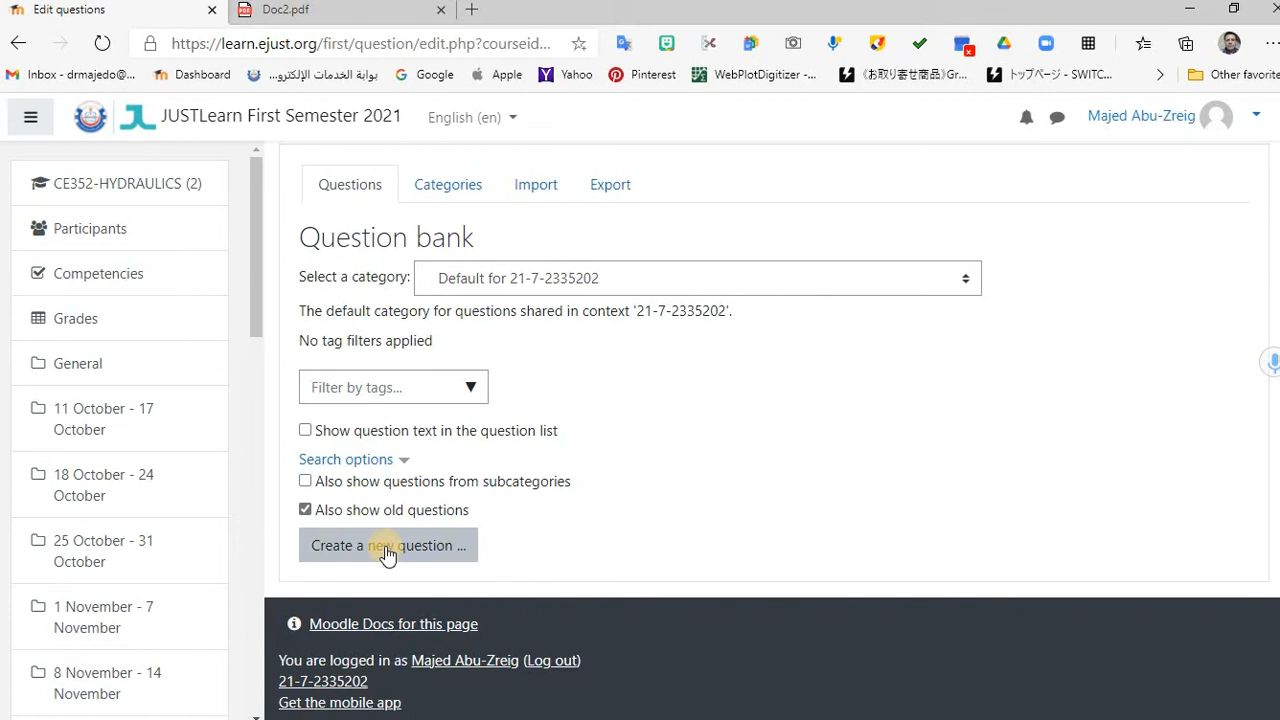 Edit questions
Doc2.pdf
https://learn.ejust.org/first/question/edit.php?courseid...
Inbox - drmajedo@...
Dashboard
بوابة الخدمات الإلكترو...
Google
Apple
Yahoo
Pinterest
WebPlotDigitizer -...
《お取り寄せ商品》Gr...
トップページ - SWITC...
Other favorite
JUSTLearn First Semester 2021
English (en)
Majed Abu-Zreig
CE352-HYDRAULICS (2)
Participants
Competencies
Grades
General
11 October - 17
October
18 October - 24
October
25 October - 31
October
1 November - 7
November
8 November - 14
November
Questions
Categories
Import
Export
Question bank
Select a category:
Default for 21-7-2335202
The default category for questions shared in context '21-7-2335202'.
No tag filters applied
Filter by tags...
Show question text in the question list
Search options
Also show questions from subcategories
Also show old questions
Create a new question ...
Moodle Docs for this page
You are logged in as Majed Abu-Zreig (Log out)
21-7-2335202
Get the mobile app